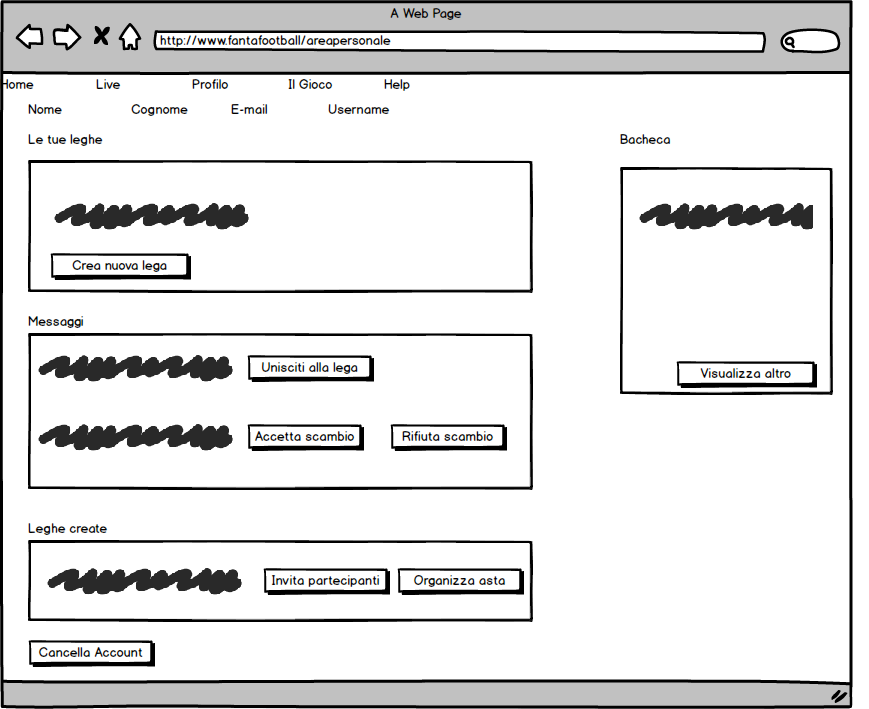 A Web Page
http://www.fantafootball/areapersonale
Home Live Profilo Il Gioco Help
Nome Cognome E-mail Username
Le tue leghe
Crea nuova lega
Bacheca
Visualizza altro
Messaggi
Unisciti alla lega
Accetta scambio Rifiuta scambio
Leghe create
Invita partecipanti Organizza asta
Cancella Account